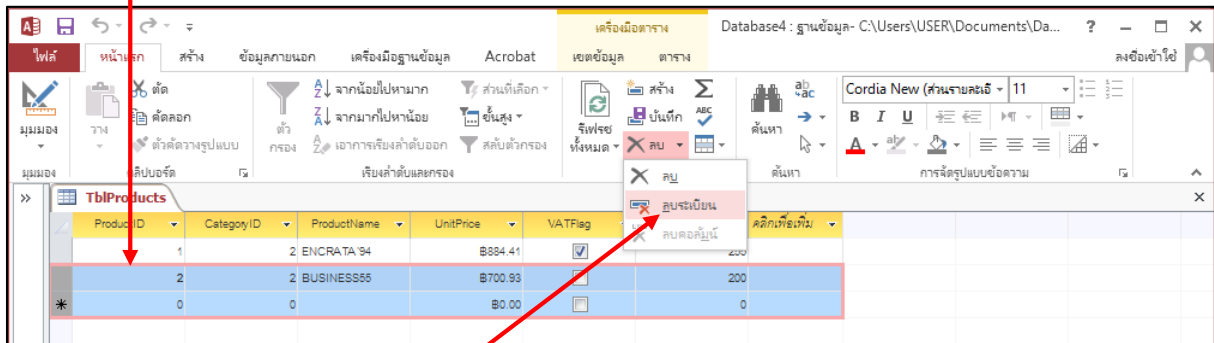 เครื่องมือตาราง
Database4 : ฐานข้อมูล- C:\Users\USER\Documents\Da...
?
ไฟล์ หน้าแรก สร้าง ข้อมูลภายนอก เครื่องมือฐานข้อมูล Acrobat เขตข้อมูล ตาราง ลงชื่อเข้าใช้
ตัด จากน้อยไปหามาก ส่วนที่เลือก สร้าง Cordia New (ส่วนรายละเอี 11
มุมมอง วาง คัดลอก ตัวกรอง จากมากไปหาน้อย ขั้นสูง รีเฟรชทั้งหมด บันทึก ค้นหา B I U
ตัวคัดวางรูปแบบ เอาการเรียงลำดับออก สลับตัวกรอง ลบ A
มุมมอง คลิปบอร์ด เรียงลำดับและกรอง ค้นหา การจัดรูปแบบข้อความ
ลบ
ลบระเบียน
ลบคอลัมน์
TblProducts
ProductID CategoryID ProductName UnitPrice VATFlag คลิกเพื่อเพิ่ม
1 2 ENCRATA'94 ฿884.41
2 2 BUSINESS55 ฿700.93 200
0 0 ฿0.00 0